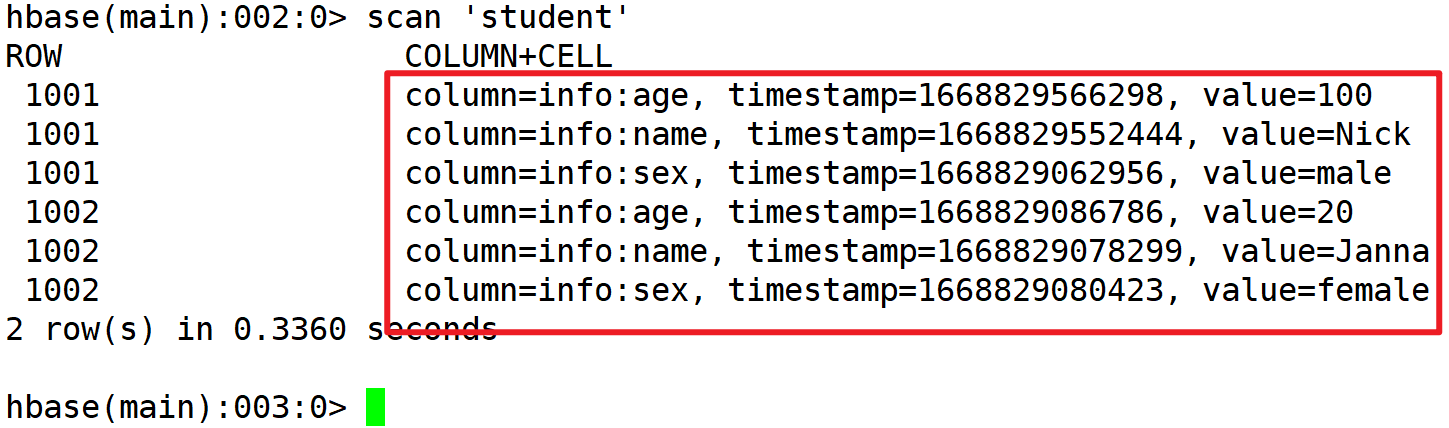 hbase(main):002:0> scan 'student'
ROW COLUMN+CELL
1001 column=info:age, timestamp=1668829566298, value=100
1001 column=info:name, timestamp=1668829552444, value=Nick
1001 column=info:sex, timestamp=1668829062956, value=male
1002 column=info:age, timestamp=1668829086786, value=20
1002 column=info:name, timestamp=1668829078299, value=Janna
1002 column=info:sex, timestamp=1668829080423, value=female
2 row(s) in 0.3360 seconds
hbase(main):003:0>